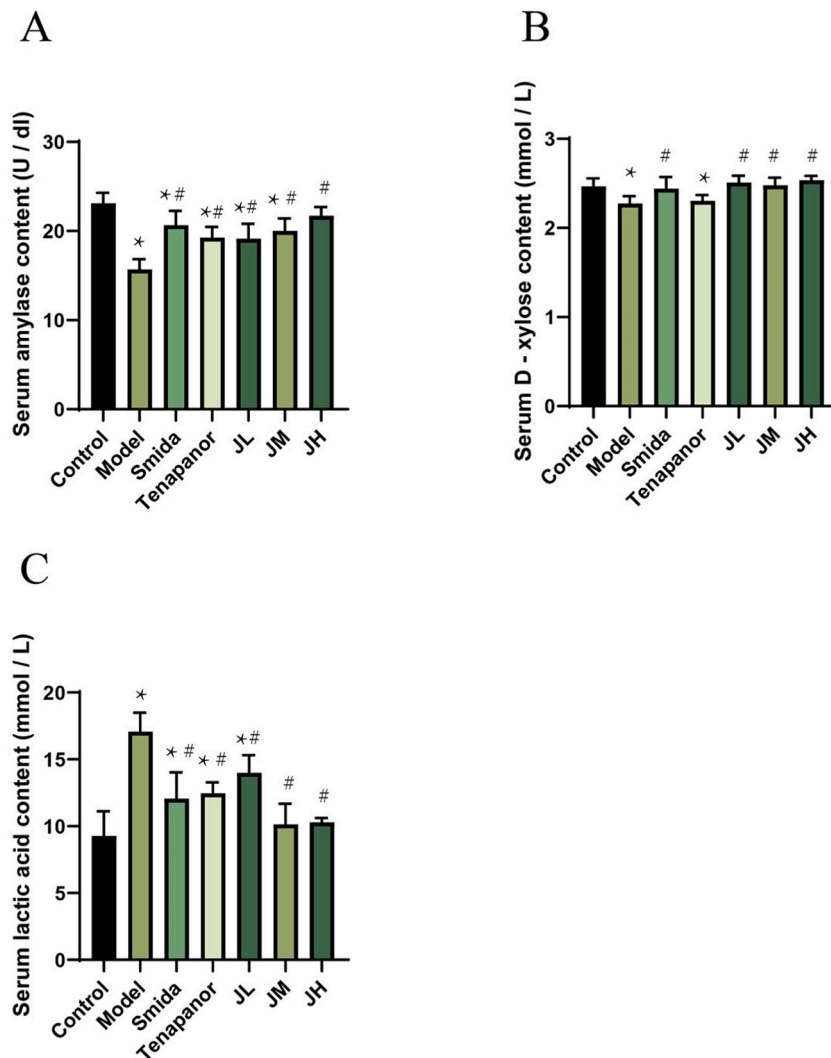 A
Serum amylase content (U / dl)
30
20
10
0
*
*#
*#
*#
* #
#
Control
Model
Smida
Tenapanor
JL
JM
JH
B
Serum D - xylose content (mmol / L)
3
2
1
0
*
#
*
#
#
#
Control
Model
Smida
Tenapanor
JL
JM
JH
C
Serum lactic acid content (mmol / L)
20
15
10
5
0
*
* #
* #
*#
#
#
Control
Model
Smida
Tenapanor
JL
JM
JH